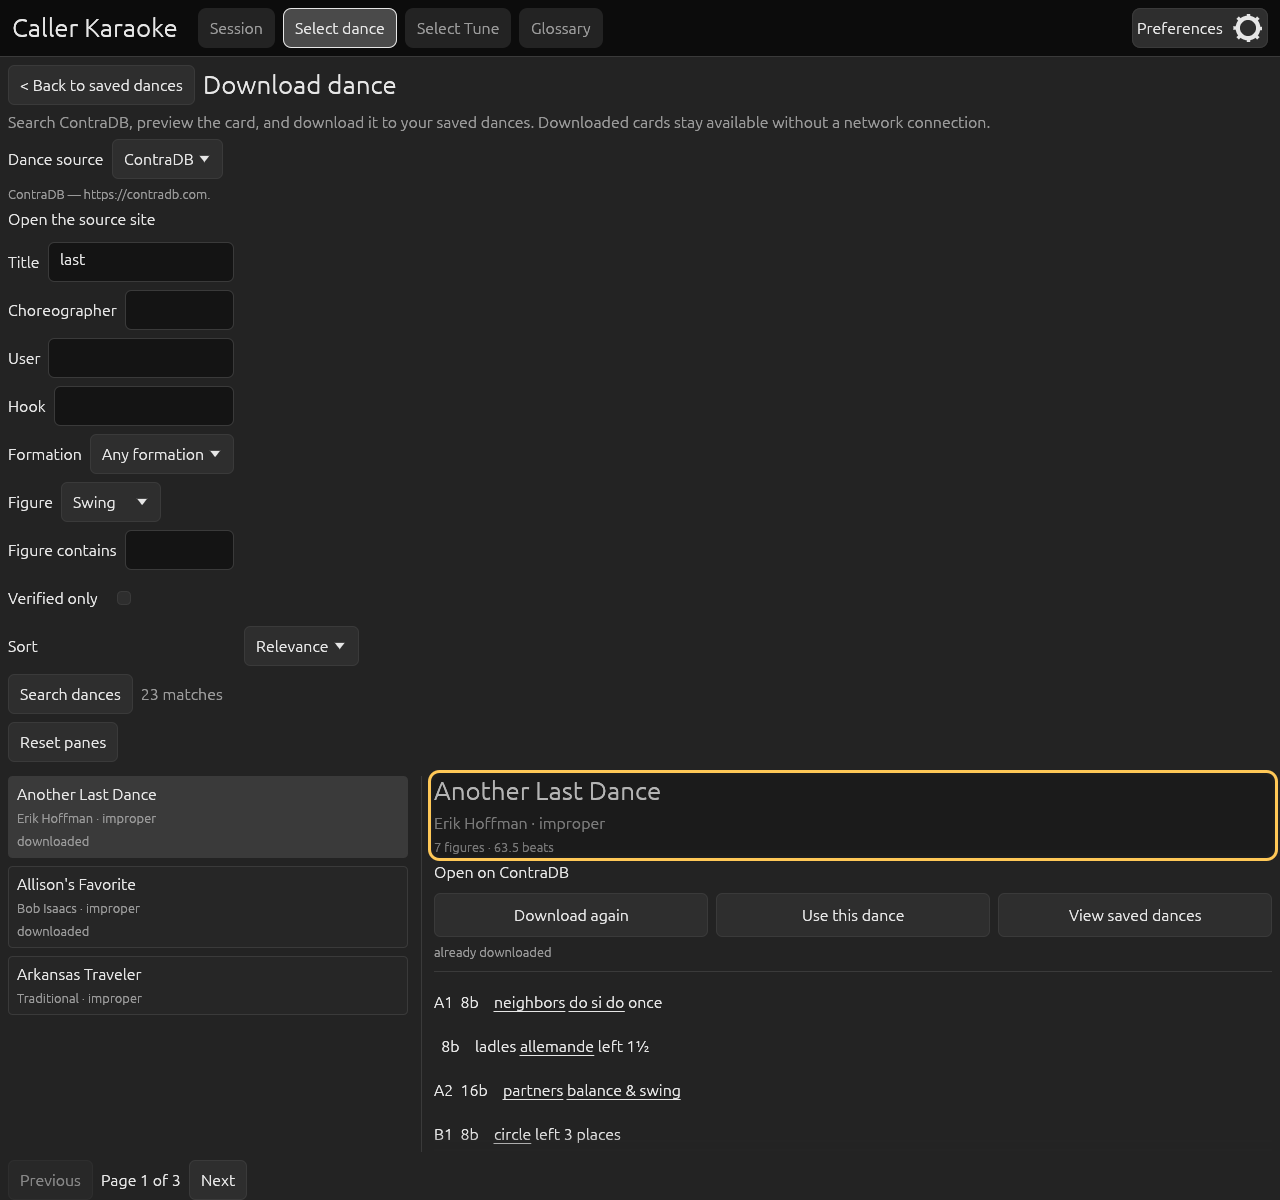 Caller Karaoke Session Select dance Select Tune Glossary Preferences
< Back to saved dances Download dance
Search ContraDB, preview the card, and download it to your saved dances. Downloaded cards stay available without a network connection.
Dance source ContraDB
ContraDB — https://contradb.com.
Open the source site
Title last
Choreographer
User
Hook
Formation Any formation
Figure Swing
Figure contains
Verified only
Sort Relevance
Search dances 23 matches
Reset panes
Another Last Dance
Erik Hoffman · improper
downloaded
Allison's Favorite
Bob Isaacs · improper
downloaded
Arkansas Traveler
Traditional · improper
Another Last Dance
Erik Hoffman · improper
7 figures · 63.5 beats
Open on ContraDB
Download again Use this dance View saved dances
already downloaded
A1 8b neighbors do si do once
8b ladles allemande left 1½
A2 16b partners balance & swing
B1 8b circle left 3 places
Previous Page 1 of 3 Next